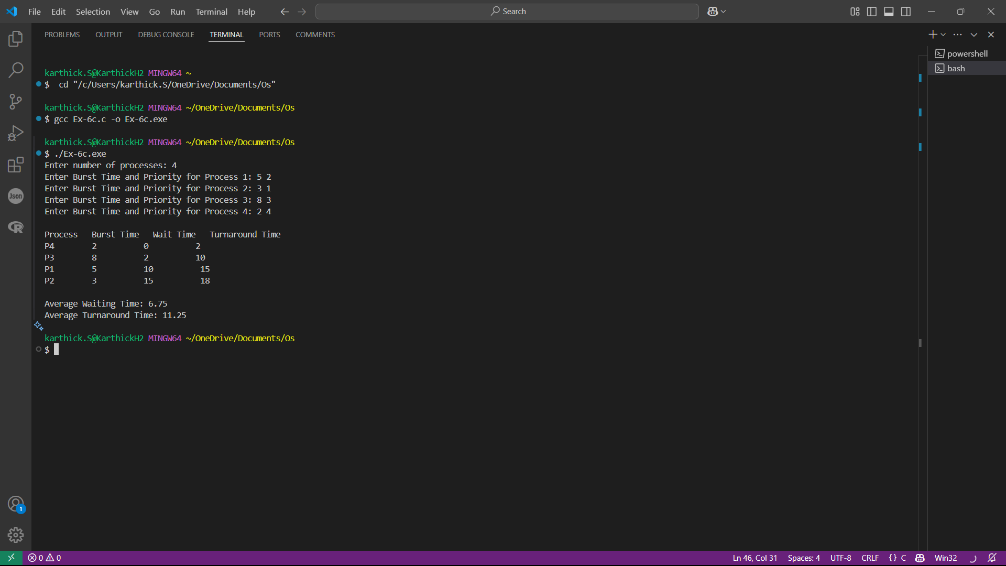 File Edit Selection View Go Run Terminal Help Search
PROBLEMS OUTPUT DEBUG CONSOLE TERMINAL PORTS COMMENTS
powershell
bash
karthick.S@KarthickH2 MINGW64 ~
$ cd "/c/Users/karthick.S/OneDrive/Documents/Os"
karthick.S@KarthickH2 MINGW64 ~/OneDrive/Documents/Os
$ gcc Ex-6c.c -o Ex-6c.exe
karthick.S@KarthickH2 MINGW64 ~/OneDrive/Documents/Os
$ ./Ex-6c.exe
Enter number of processes: 4
Enter Burst Time and Priority for Process 1: 5 2
Enter Burst Time and Priority for Process 2: 3 1
Enter Burst Time and Priority for Process 3: 8 3
Enter Burst Time and Priority for Process 4: 2 4
Process Burst Time Wait Time Turnaround Time
P4 2 0 2
P3 8 2 10
P1 5 10 15
P2 3 15 18
Average Waiting Time: 6.75
Average Turnaround Time: 11.25
karthick.S@KarthickH2 MINGW64 ~/OneDrive/Documents/Os
$
json
R
1
0 0 Ln 46, Col 31 Spaces: 4 UTF-8 CRLF {} C Win32